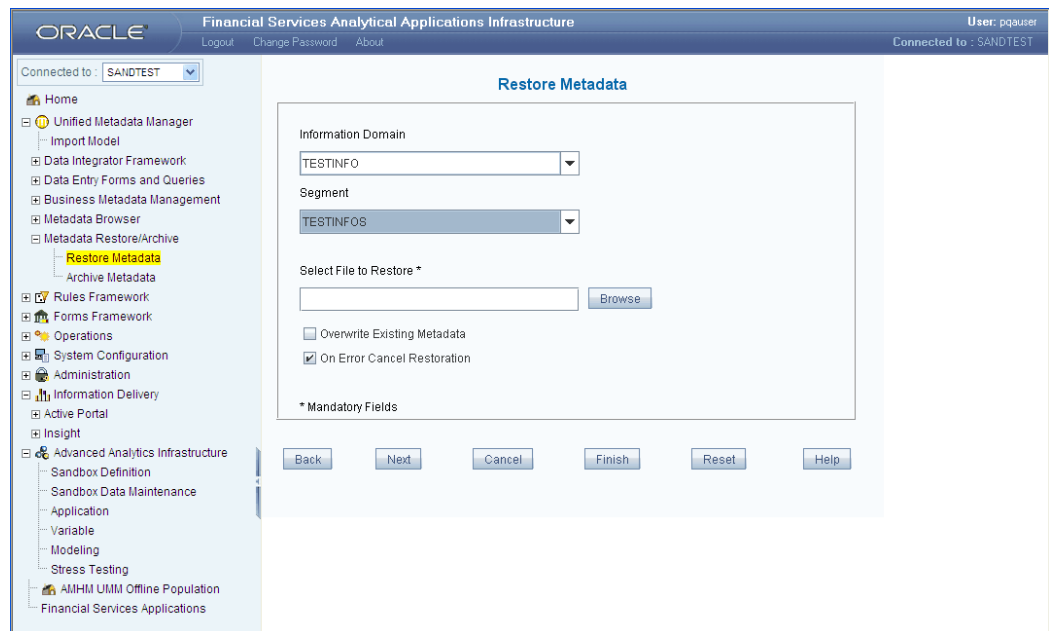 ORACLE
Financial Services Analytical Applications Infrastructure
User: pqauser
Logout Change Password About
Connected to : SANDTEST
Connected to : SANDTEST
Home
Unified Metadata Manager
Import Model
Data Integrator Framework
Data Entry Forms and Queries
Business Metadata Management
Metadata Browser
Metadata Restore/Archive
Restore Metadata
Archive Metadata
Rules Framework
Forms Framework
Operations
System Configuration
Administration
Information Delivery
Active Portal
Insight
Advanced Analytics Infrastructure
Sandbox Definition
Sandbox Data Maintenance
Application
Variable
Modeling
Stress Testing
AMHM UMM Offline Population
Financial Services Applications
Restore Metadata
Information Domain
TESTINFO
Segment
TESTINFOS
Select File to Restore *
Browse
Overwrite Existing Metadata
On Error Cancel Restoration
* Mandatory Fields
Back Next Cancel Finish Reset Help